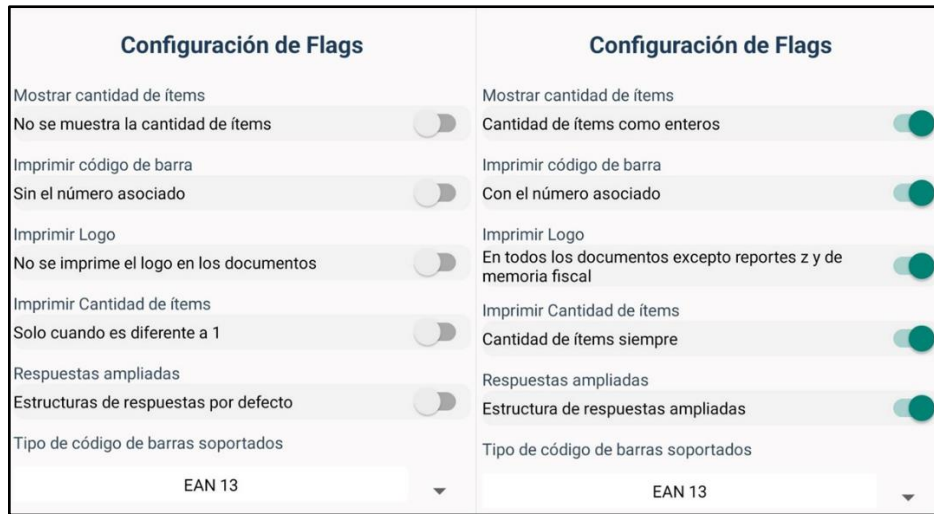 Configuración de Flags
Mostrar cantidad de ítems
No se muestra la cantidad de ítems
Imprimir código de barra
Sin el número asociado
Imprimir Logo
No se imprime el logo en los documentos
Imprimir Cantidad de ítems
Solo cuando es diferente a 1
Respuestas ampliadas
Estructuras de respuestas por defecto
Tipo de código de barras soportados
EAN 13
Configuración de Flags
Mostrar cantidad de ítems
Cantidad de ítems como enteros
Imprimir código de barra
Con el número asociado
Imprimir Logo
En todos los documentos excepto reportes z y de
memoria fiscal
Imprimir Cantidad de ítems
Cantidad de ítems siempre
Respuestas ampliadas
Estructura de respuestas ampliadas
Tipo de código de barras soportados
EAN 13